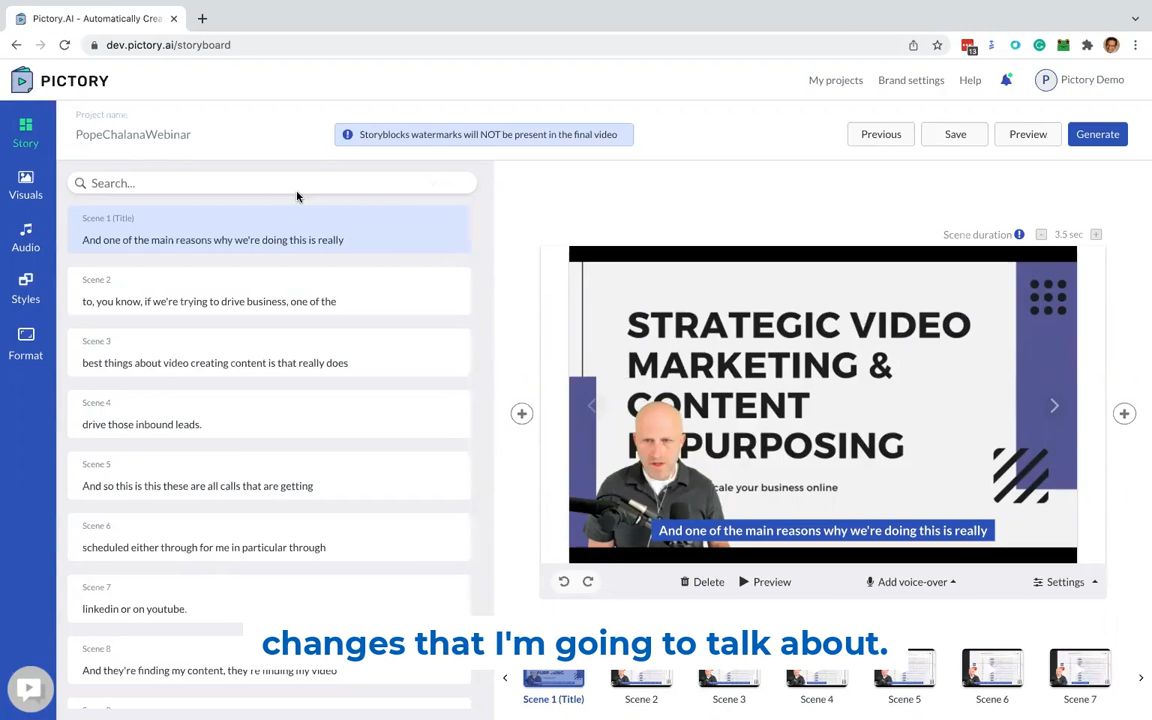 Pictory.AI - Automatically Crea
dev.pictory.ai/storyboard
13
PICTORY
My projects
Brand settings
Help
P
Pictory Demo
Project name
PopeChalanaWebinar
Storyblocks watermarks will NOT be present in the final video
Previous
Save
Preview
Generate
Story
Visuals
Audio
Styles
Format
Search...
Scene 1 (Title)
And one of the main reasons why we're doing this is really
Scene 2
to, you know, if we're trying to drive business, one of the
Scene 3
best things about video creating content is that really does
Scene 4
drive those inbound leads.
Scene 5
And so this is this these are all calls that are getting
Scene 6
scheduled either through for me in particular through
Scene 7
linkedin or on youtube.
Scene 8
And they're finding my content, they're finding my video
Scene duration
3.5 sec
STRATEGIC VIDEO
MARKETING &
CONTENT
PURPOSING
cale your business online
And one of the main reasons why we're doing this is really
Delete
Preview
Add voice-over
Settings
changes that I'm going to talk about.
Scene 1 (Title)
Scene 2
Scene 3
Scene 4
Scene 5
Scene 6
Scene 7